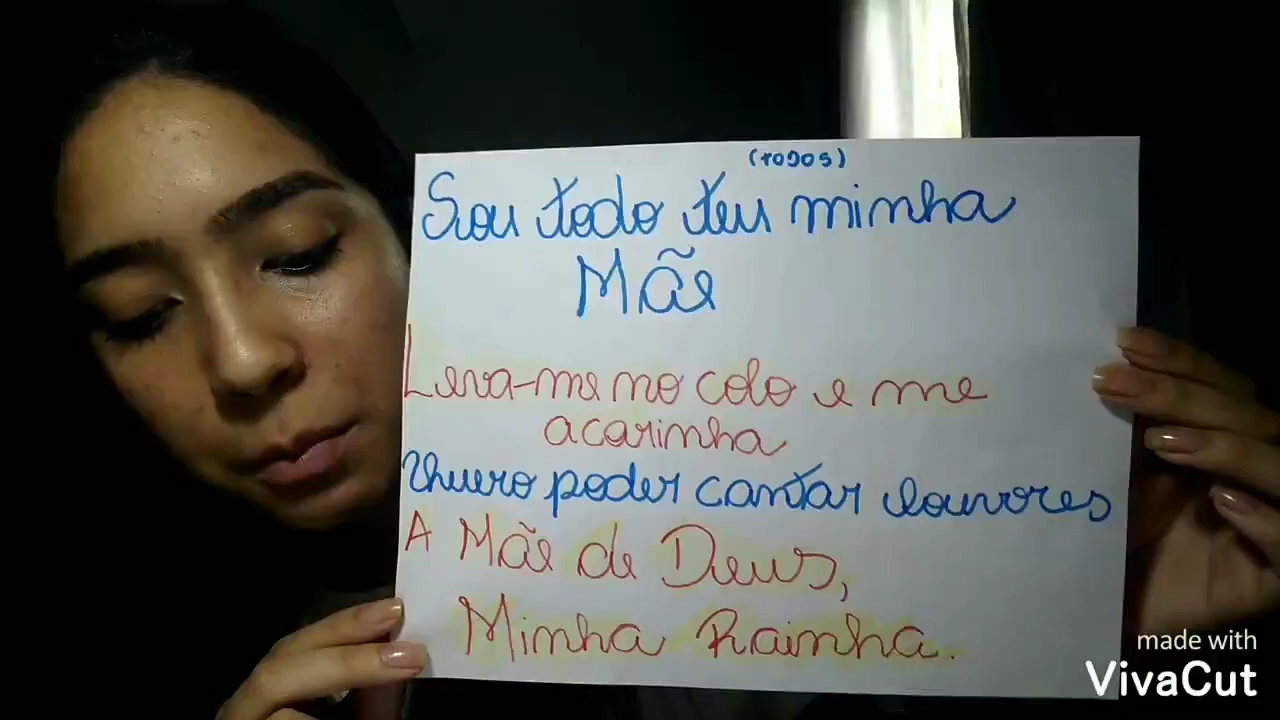 (TODOS)
Sou todo teu minha
Mãe
Leva-me no colo e me
acarinha
Quero poder cantar louvores
A Mãe de Deus,
Minha Rainha.
made with
VivaCut